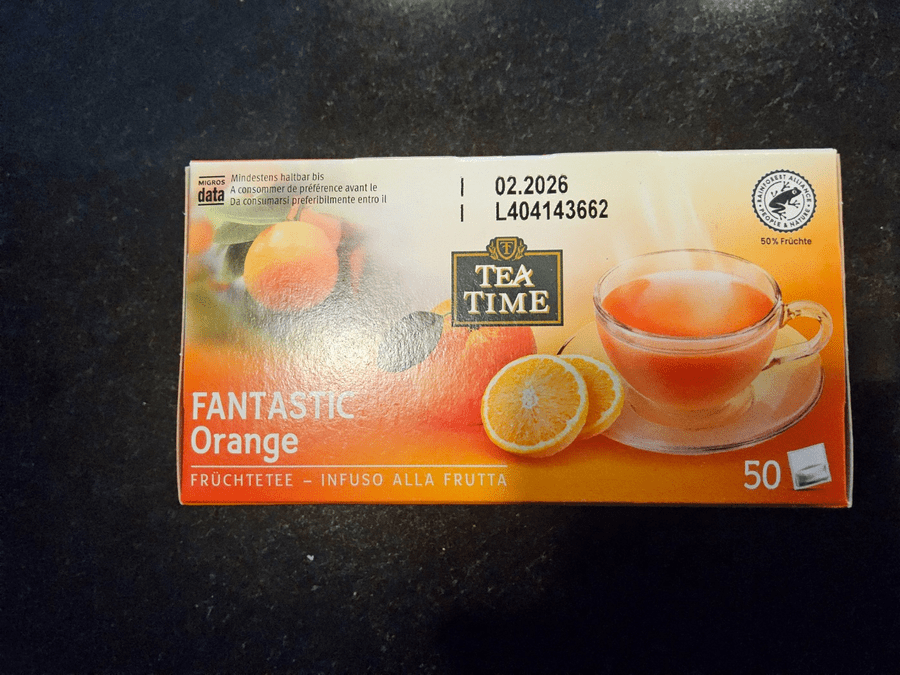 MIGROS
data
Mindestens haltbar bis
A consommer de préférence avant le
Da consumarsi preferibilmente entro il
02.2026
L404143662
RAINFOREST ALLIANCE
PEOPLE & NATURE
50% Früchte
T
TEA
TIME
FANTASTIC
Orange
FRÜCHTETEE – INFUSO ALLA FRUTTA
50